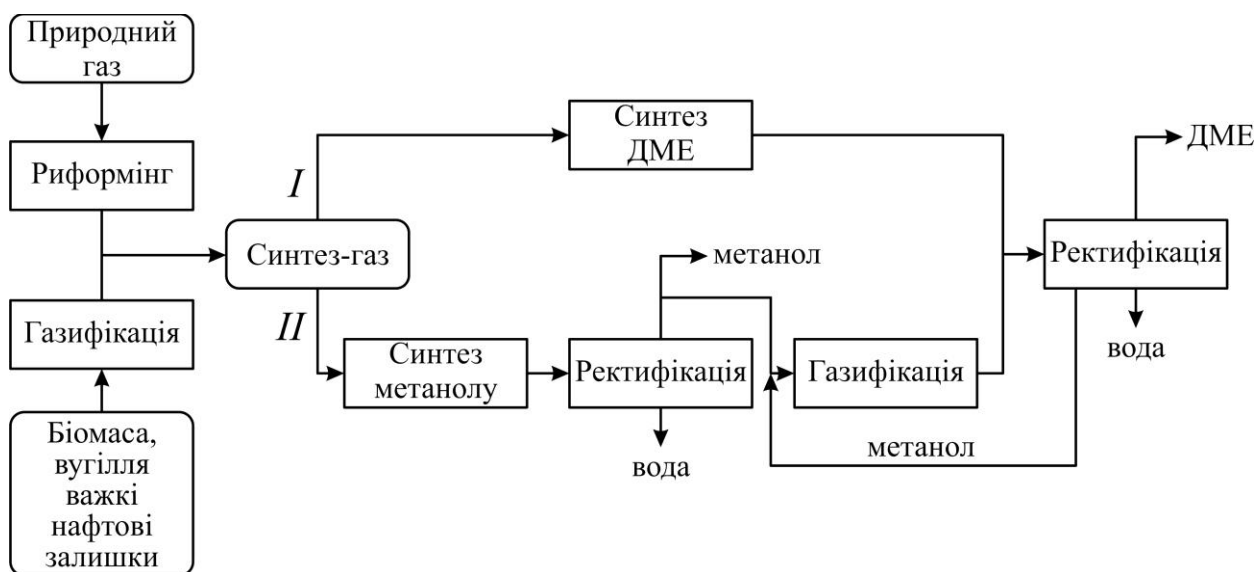 Природний
газ
Риформінг
Газифікація
Біомаса,
вугілля
важкі
нафтові
залишки
Синтез-газ
I
II
Синтез
ДМЕ
Синтез
метанолу
Ректифікація
метанол
вода
Газифікація
метанол
Ректифікація
ДМЕ
вода